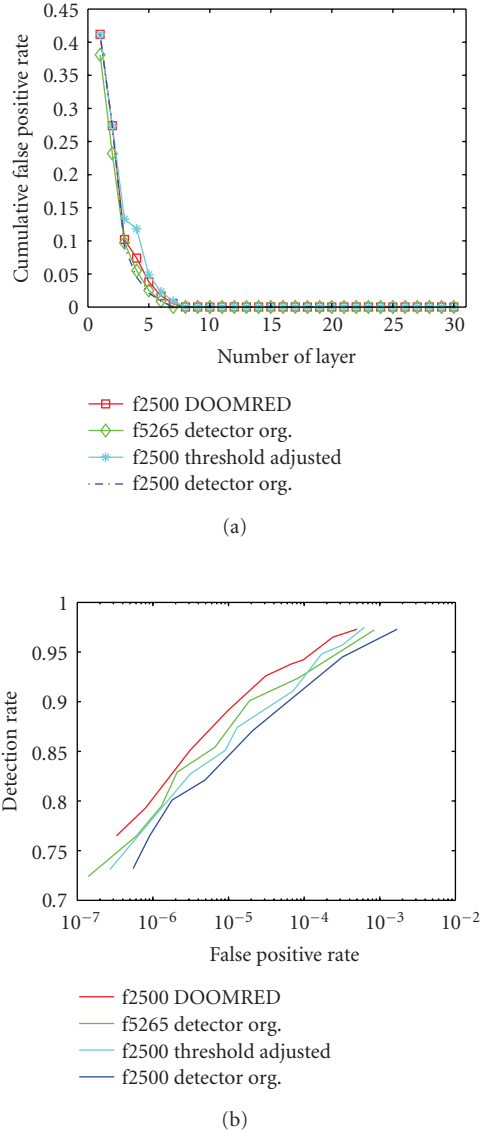 0.45
0.4
0.35
0.3
0.25
0.2
0.15
0.1
0.05
0
Cumulative false positive rate
0 5 10 15 20 25 30
Number of layer
f2500 DOOMRED
f5265 detector org.
f2500 threshold adjusted
f2500 detector org.
(a)
1
0.95
0.9
0.85
0.8
0.75
0.7
Detection rate
10⁻⁷ 10⁻⁶ 10⁻⁵ 10⁻⁴ 10⁻³ 10⁻²
False positive rate
f2500 DOOMRED
f5265 detector org.
f2500 threshold adjusted
f2500 detector org.
(b)